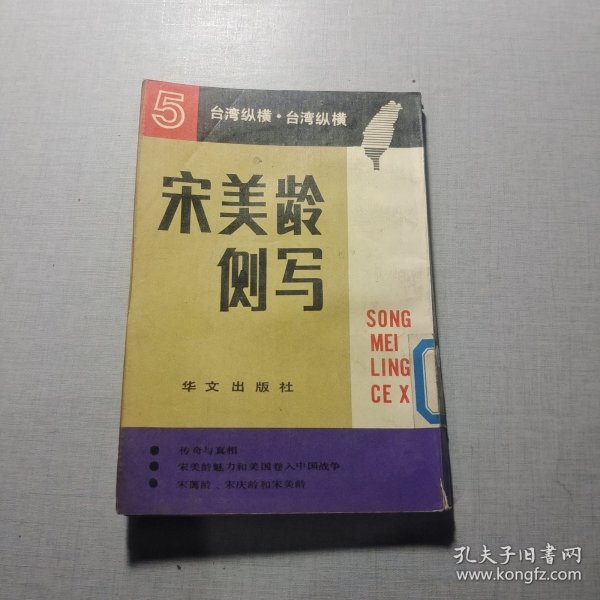 5
台湾纵横·台湾纵横
宋美龄
侧写
SONG
MEI
LING
CE X
华文出版社
● 传奇与真相
● 宋美龄魅力和美国卷入中国战争
● 宋蔼龄、宋庆龄和宋美龄
孔夫子旧书网
www.kongfz.com